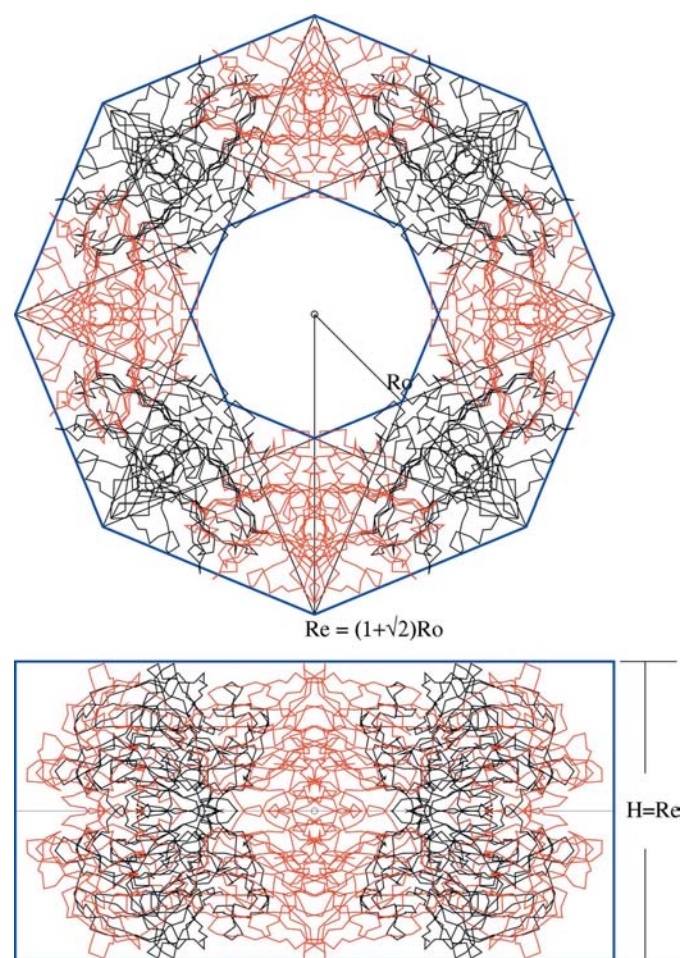 Ro
Re = (1+√2)Ro
H=Re